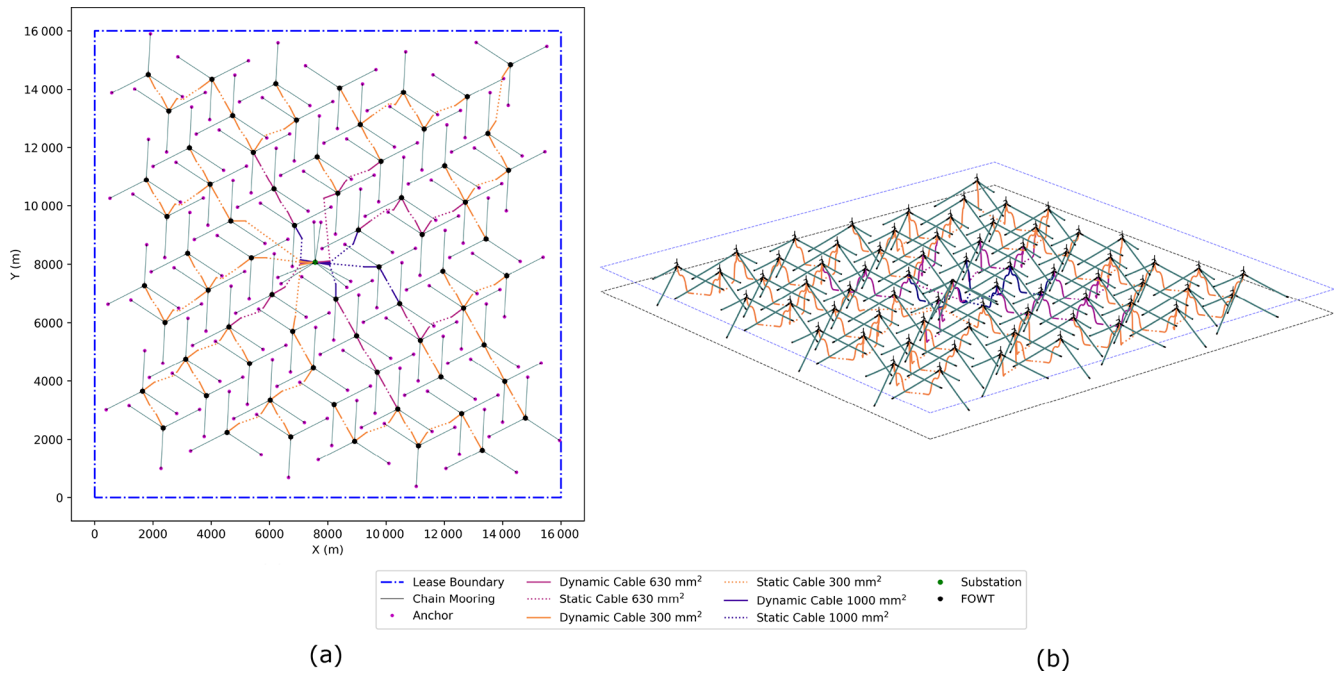 16 000
14 000
12 000
10 000
8000
6000
4000
2000
0
Y (m)
0 2000 4000 6000 8000 10 000 12 000 14 000 16 000
X (m)
Lease Boundary Dynamic Cable 630 mm² Static Cable 300 mm² Substation
Chain Mooring Static Cable 630 mm² Dynamic Cable 1000 mm² FOWT
Anchor Dynamic Cable 300 mm² Static Cable 1000 mm²
(a) (b)